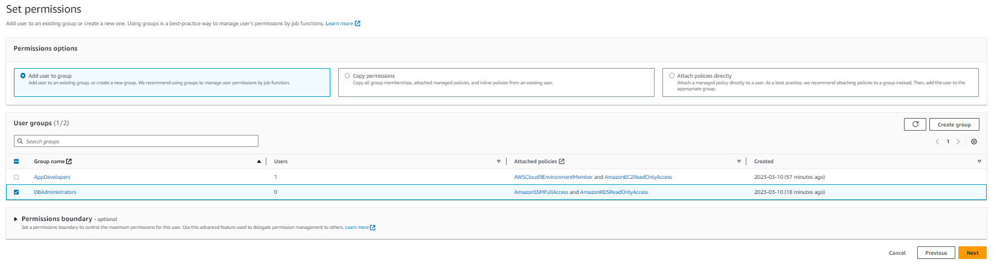 Set permissions
Add user to an existing group or create a new one. Using groups is a best-practice way to manage user's permissions by job functions. Learn more
Permissions options
Add user to group
Add user to an existing group, or create a new group. We recommend using groups to manage user permissions by job function.
Copy permissions
Copy all group memberships, attached managed policies, and inline policies from an existing user.
Attach policies directly
Attach a managed policy directly to a user. As a best practice, we recommend attaching policies to a group instead. Then, add the user to the
appropriate group.
User groups (1/2)
Create group
Search groups
1
Group name Users Attached policies Created
AppDevelopers 1 AWSCloud9EnvironmentMember and AmazonEC2ReadOnlyAccess 2023-03-10 (57 minutes ago)
DBAdministrators 0 AmazonSSMFullAccess and AmazonRDSReadOnlyAccess 2023-03-10 (18 minutes ago)
Permissions boundary - optional
Set a permissions boundary to control the maximum permissions for this user. Use this advanced feature used to delegate permission management to others. Learn more
Cancel Previous Next